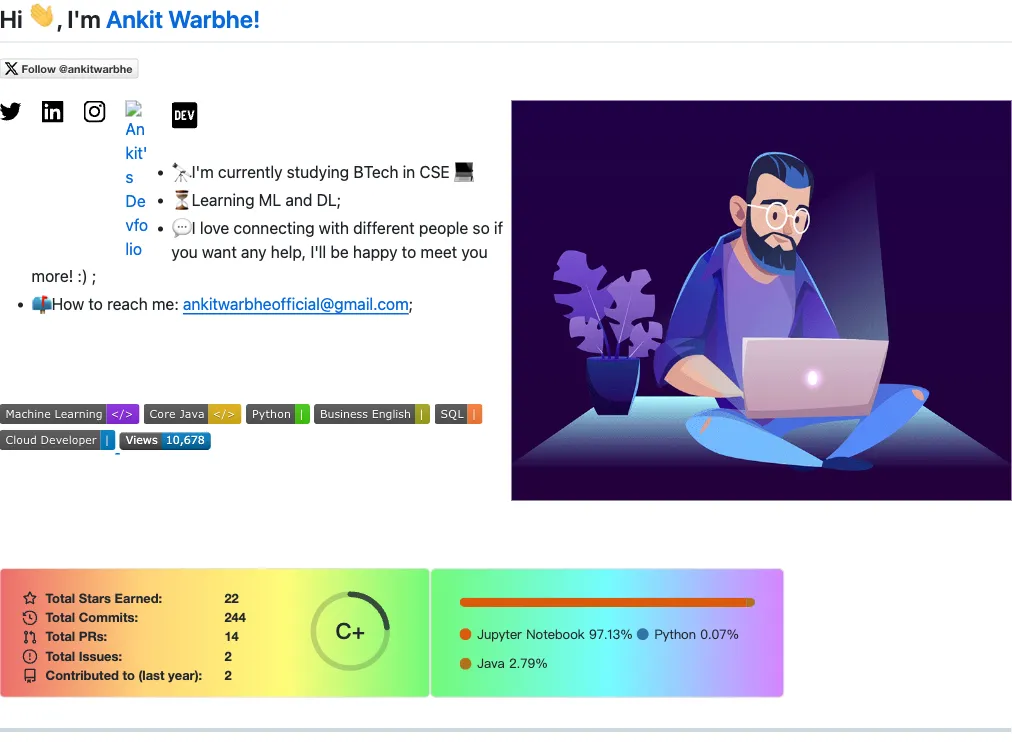 Hi 👋, I'm Ankit Warbhe!
Follow @ankitwarbhe
in
DEV
Ankit's Devfolio
I'm currently studying BTech in CSE
Learning ML and DL;
I love connecting with different people so if
you want any help, I'll be happy to meet you
more! :) ;
How to reach me: ankitwarbheofficial@gmail.com;
Machine Learning </> Core Java </> Python | Business English | SQL |
Cloud Developer | Views 10,678
Total Stars Earned: 22
Total Commits: 244
Total PRs: 14
Total Issues: 2
Contributed to (last year): 2
C+
Jupyter Notebook 97.13% Python 0.07%
Java 2.79%